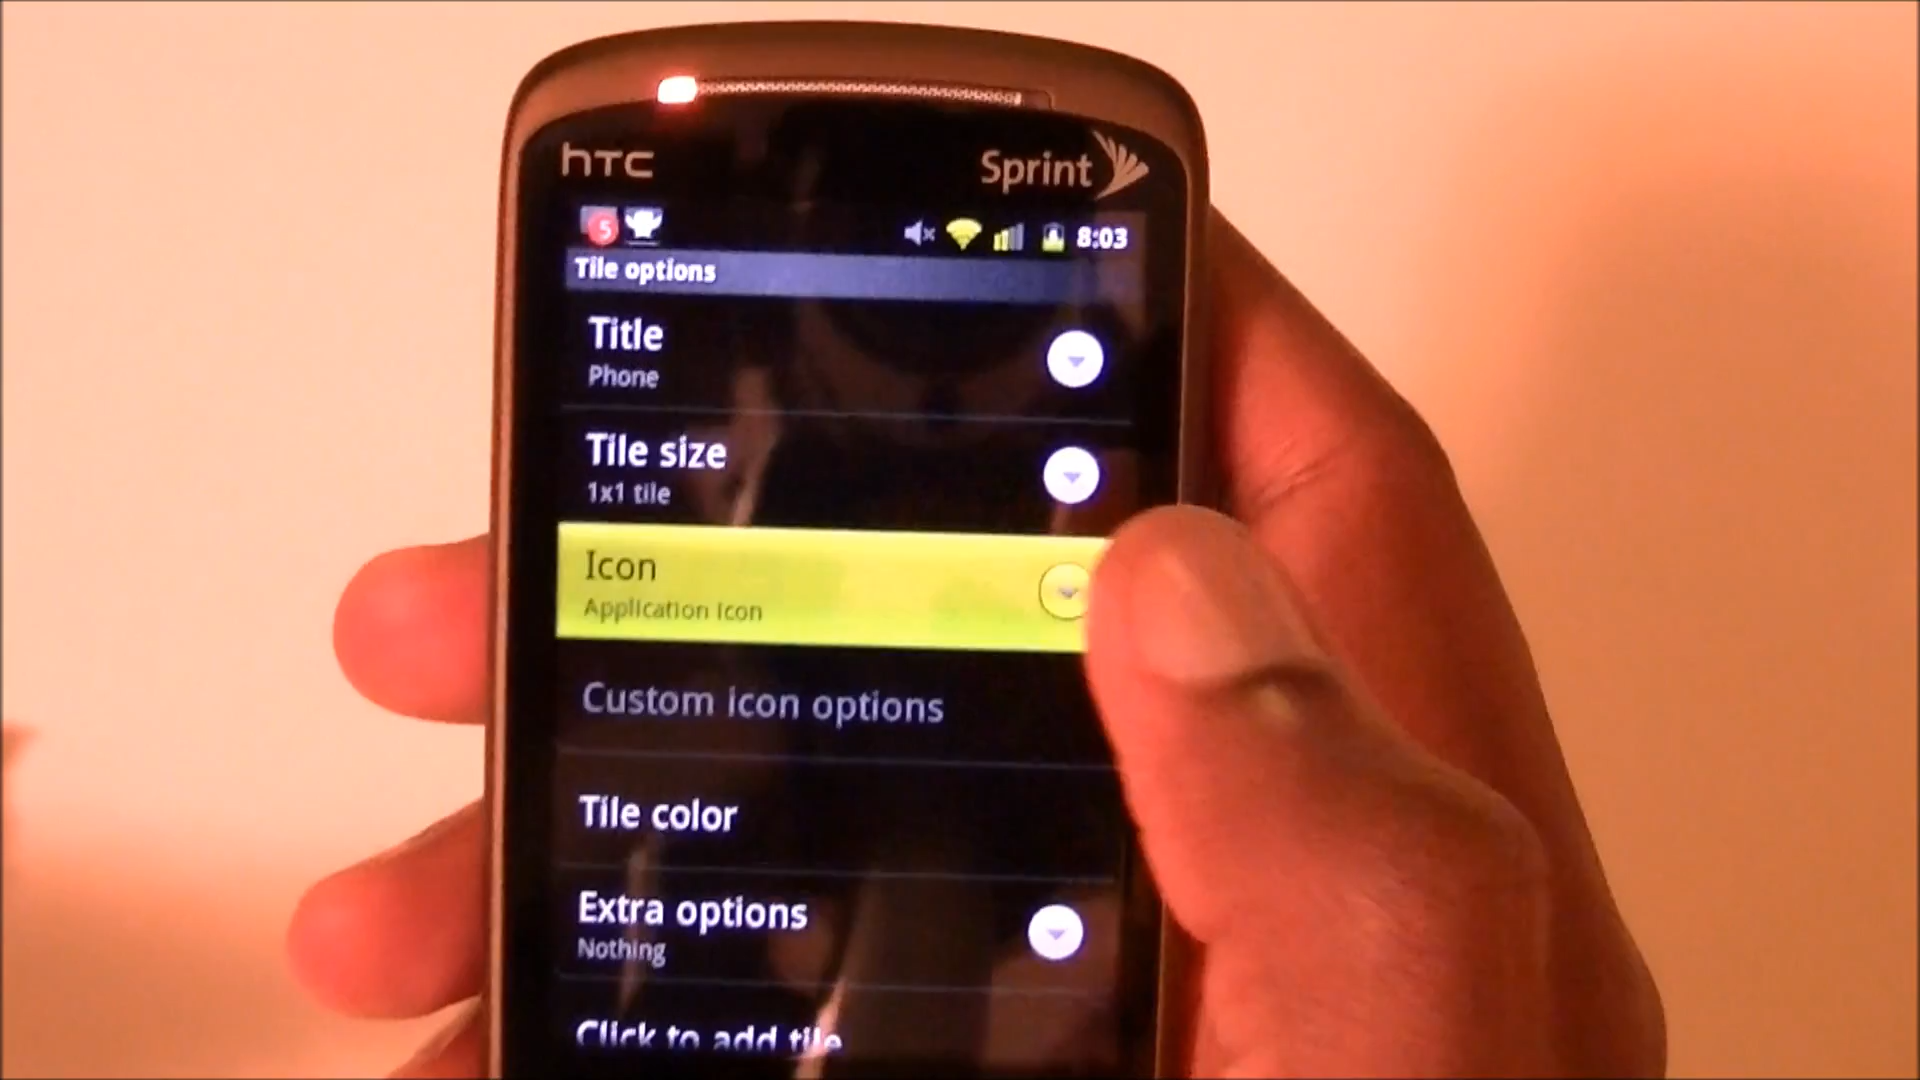 hTC
Sprint
5
8:03
Tile options
Title
Phone
Tile size
1x1 tile
Icon
Application icon
Custom icon options
Tile color
Extra options
Nothing
Click to add tile